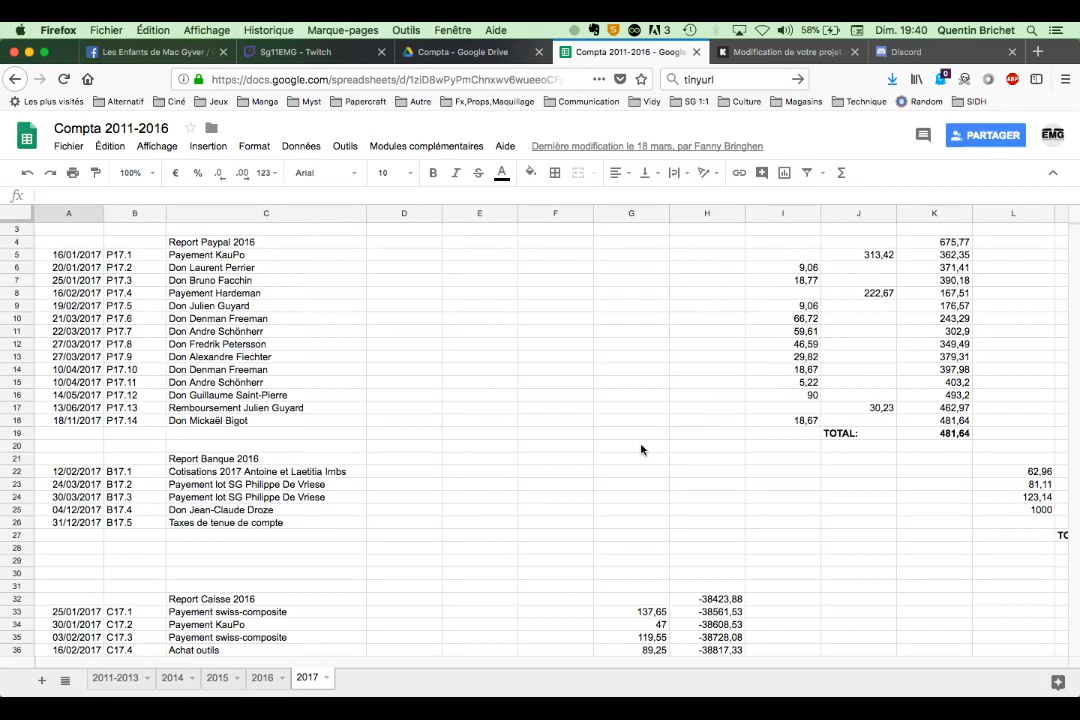 Firefox Fichier Édition Affichage Historique Marque-pages Outils Fenêtre Aide 5 3 58% Dim. 19:40 Quentin Brichet
Les Enfants de Mac Gyver / Sg11EMG - Twitch Compta - Google Drive Compta 2011-2016 - Google Modification de votre projet Discord
https://docs.google.com/spreadsheets/d/1ziD8wPyPmChnxwv6wueeoCF tinyurl
Les plus visités Alternatif Ciné Jeux Manga Myst Papercraft Autre Fx,Props,Maquillage Communication Vidy SG 1:1 Culture Magasins Technique Random SIDH
Compta 2011-2016 PARTAGER EMG
Fichier Édition Affichage Insertion Format Données Outils Modules complémentaires Aide Dernière modification le 18 mars, par Fanny Bringhen
100% € % .0 .00 123 Arial 10 B I S A Σ
fx
A B C D E F G H I J K L
3
4 Report Paypal 2016 675,77
5 16/01/2017 P17.1 Payement KauPo 313,42 362,35
6 20/01/2017 P17.2 Don Laurent Perrier 9,06 371,41
7 25/01/2017 P17.3 Don Bruno Facchin 18,77 390,18
8 16/02/2017 P17.4 Payement Hardeman 222,67 167,51
9 19/02/2017 P17.5 Don Julien Guyard 9,06 176,57
10 21/03/2017 P17.6 Don Denman Freeman 66,72 243,29
11 22/03/2017 P17.7 Don Andre Schönherr 59,61 302,9
12 27/03/2017 P17.8 Don Fredrik Petersson 46,59 349,49
13 27/03/2017 P17.9 Don Alexandre Fiechter 29,82 379,31
14 10/04/2017 P17.10 Don Denman Freeman 18,67 397,98
15 10/04/2017 P17.11 Don Andre Schönherr 5,22 403,2
16 14/05/2017 P17.12 Don Guillaume Saint-Pierre 90 493,2
17 13/06/2017 P17.13 Remboursement Julien Guyard 30,23 462,97
18 18/11/2017 P17.14 Don Mickaël Bigot 18,67 481,64
19 TOTAL: 481,64
20
21 Report Banque 2016
22 12/02/2017 B17.1 Cotisations 2017 Antoine et Laetitia Imbs 62,96
23 24/03/2017 B17.2 Payement lot SG Philippe De Vriese 81,11
24 30/03/2017 B17.3 Payement lot SG Philippe De Vriese 123,14
25 04/12/2017 B17.4 Don Jean-Claude Droze 1000
26 31/12/2017 B17.5 Taxes de tenue de compte
27 TO
28
29
30
31
32 Report Caisse 2016 -38423,88
33 25/01/2017 C17.1 Payement swiss-composite 137,65 -38561,53
34 30/01/2017 C17.2 Payement KauPo 47 -38608,53
35 03/02/2017 C17.3 Payement swiss-composite 119,55 -38728,08
36 16/02/2017 C17.4 Achat outils 89,25 -38817,33
2011-2013 2014 2015 2016 2017